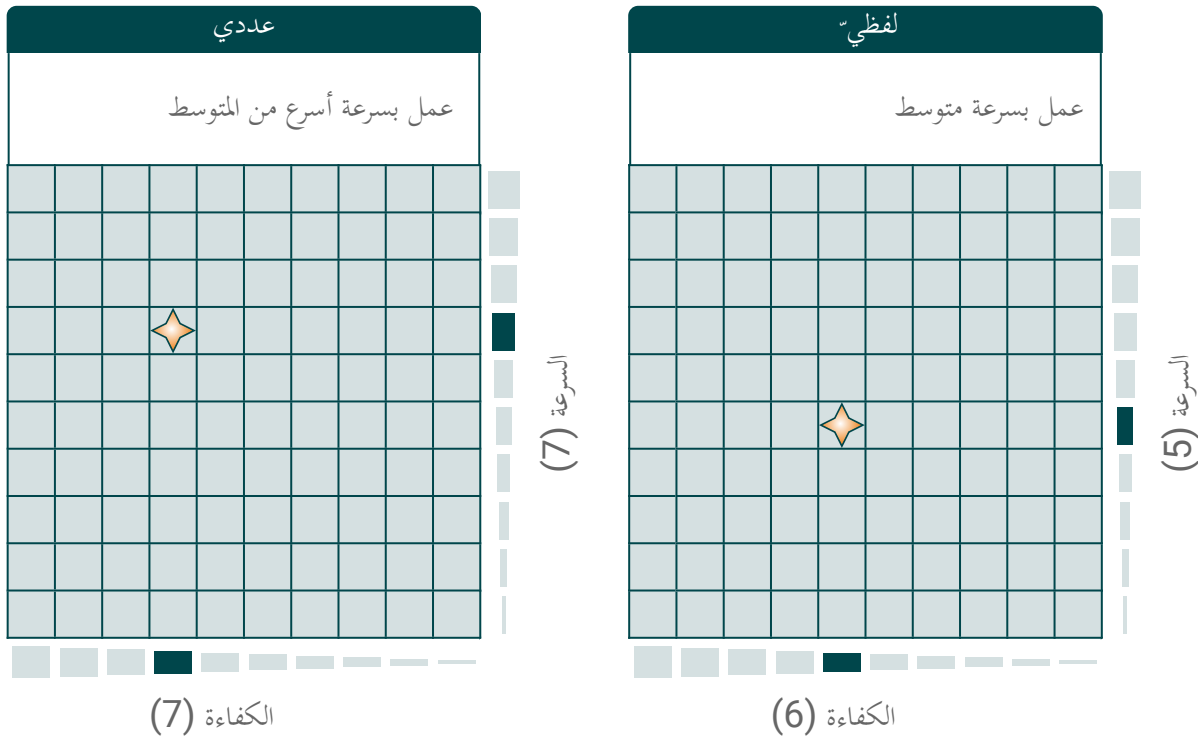 لفظيّ
عمل بسرعة متوسط
السرعة (5)
الكفاءة (6)
عددي
عمل بسرعة أسرع من المتوسط
السرعة (7)
الكفاءة (7)